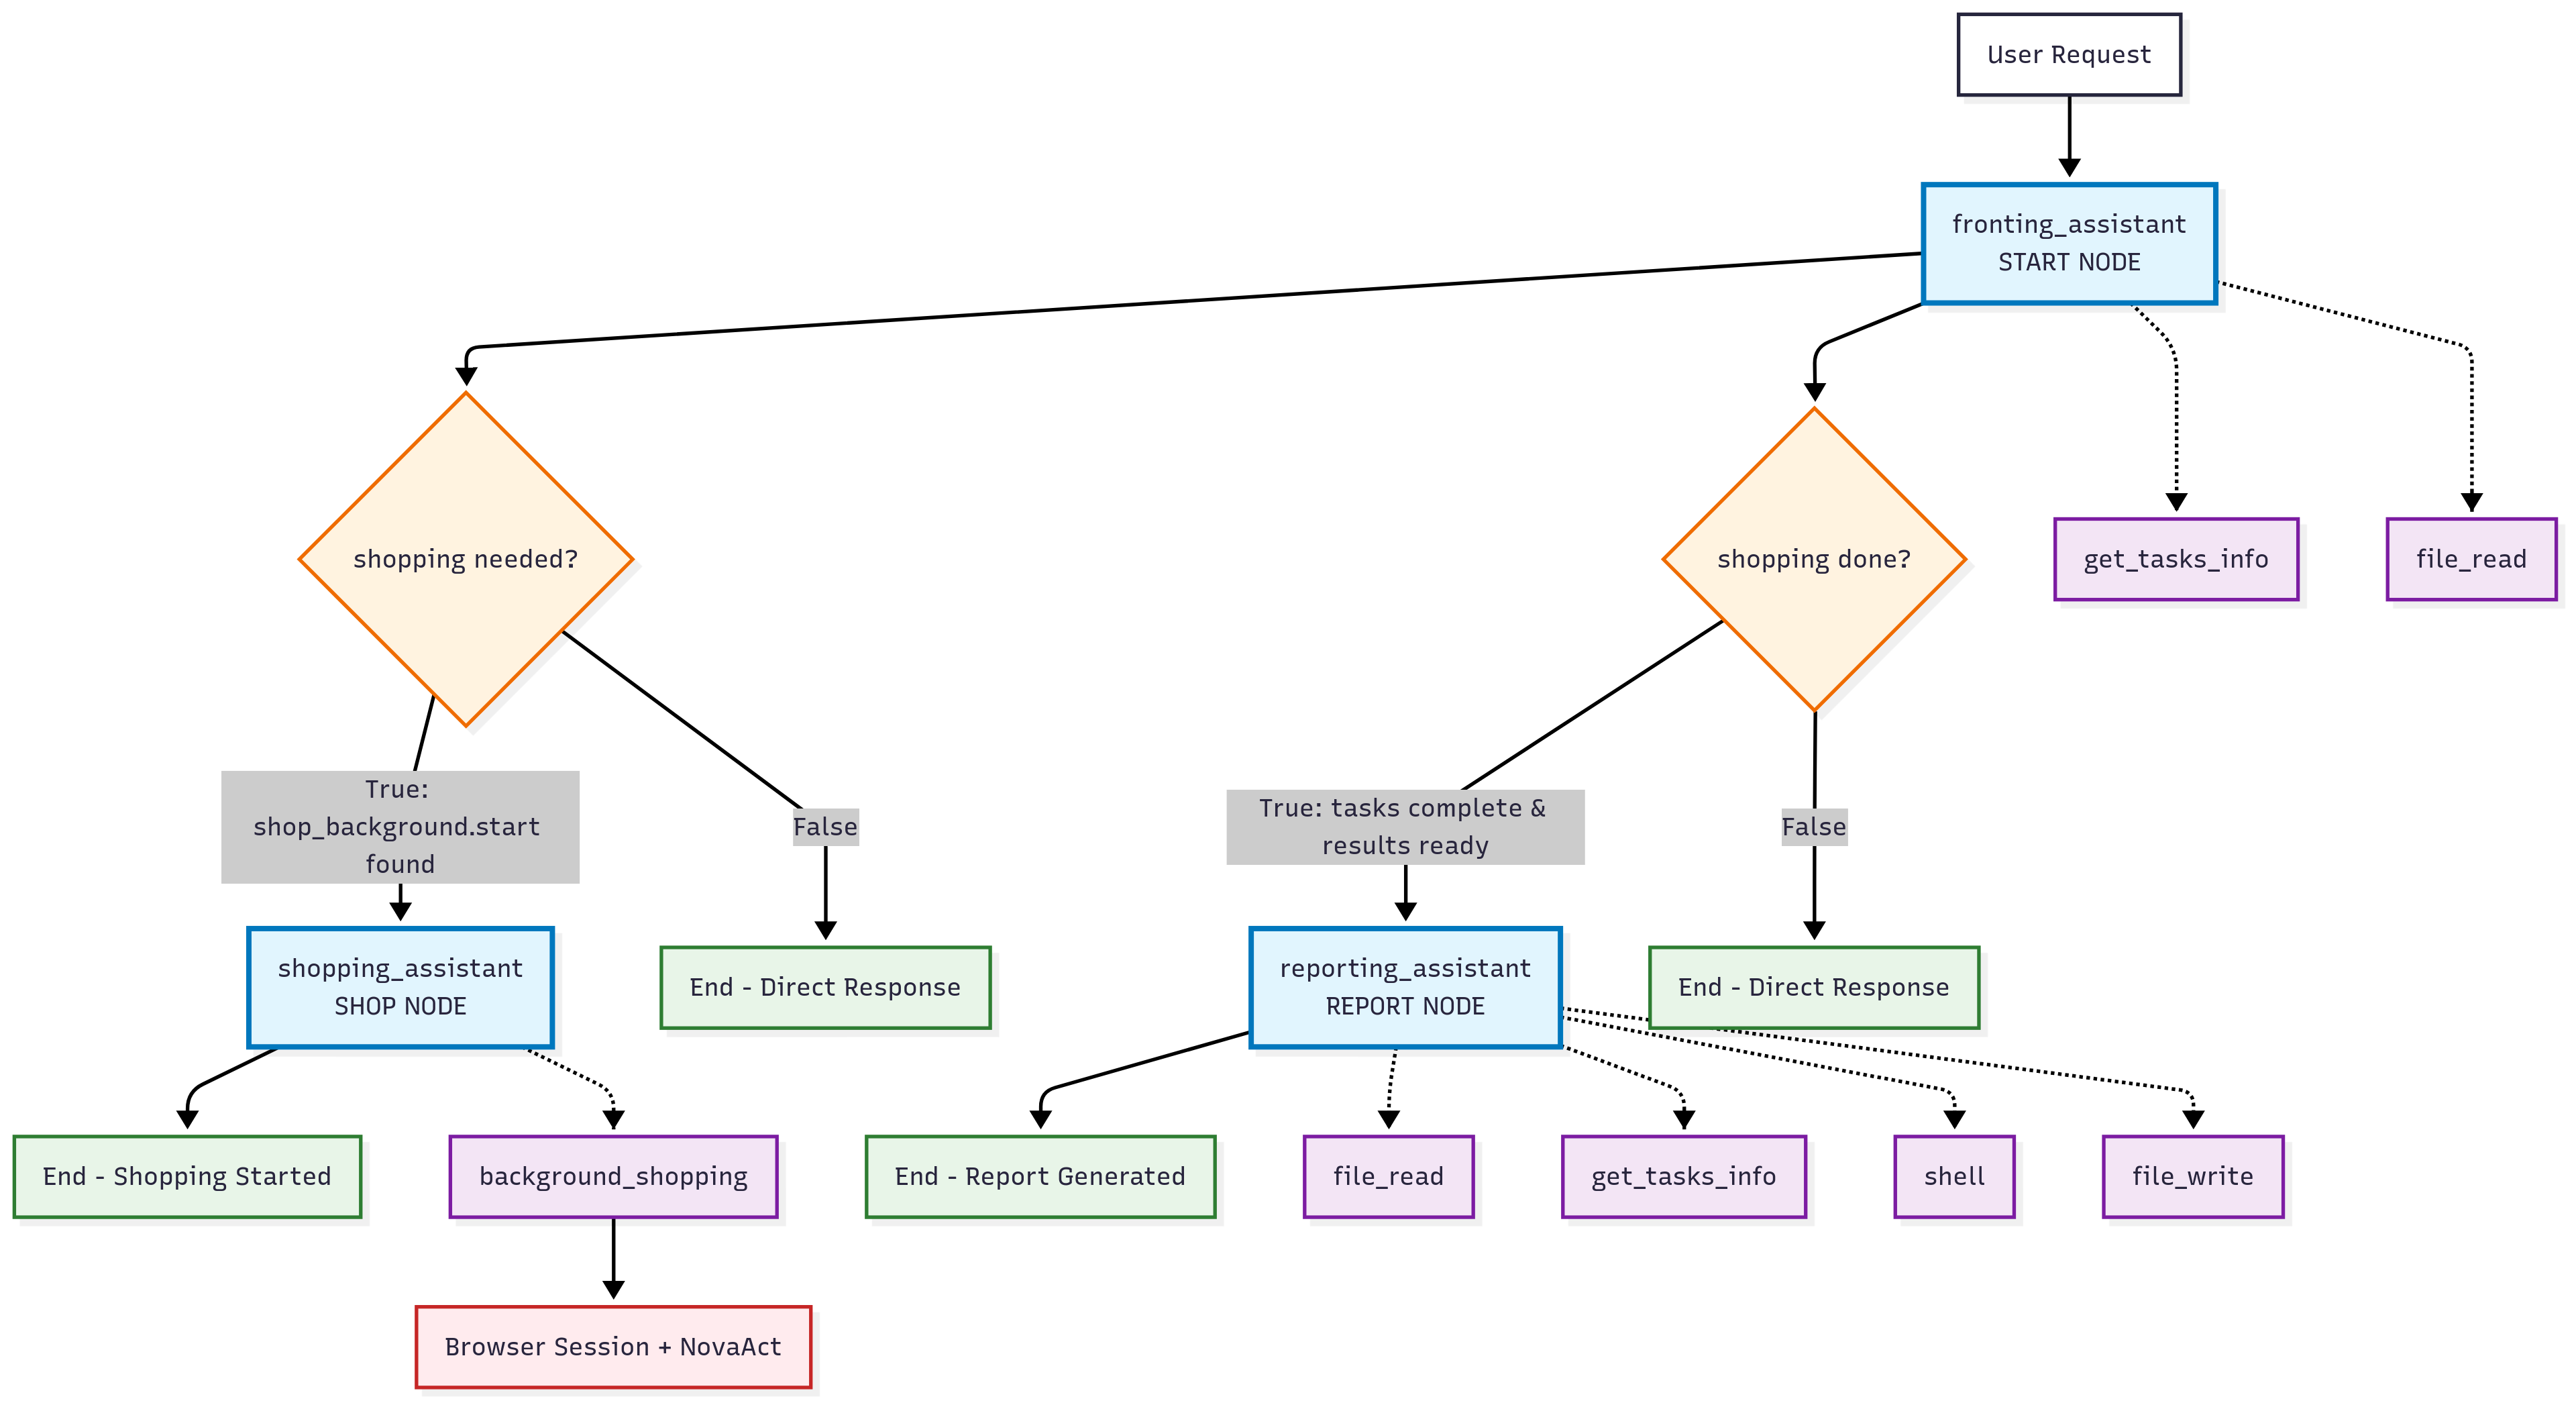 User Request
fronting_assistant
START NODE
shopping needed?
shopping done?
get_tasks_info
file_read
True:
shop_background.start
found
False
True: tasks complete &
results ready
False
shopping_assistant
SHOP NODE
End - Direct Response
reporting_assistant
REPORT NODE
End - Direct Response
End - Shopping Started
background_shopping
End - Report Generated
file_read
get_tasks_info
shell
file_write
Browser Session + NovaAct